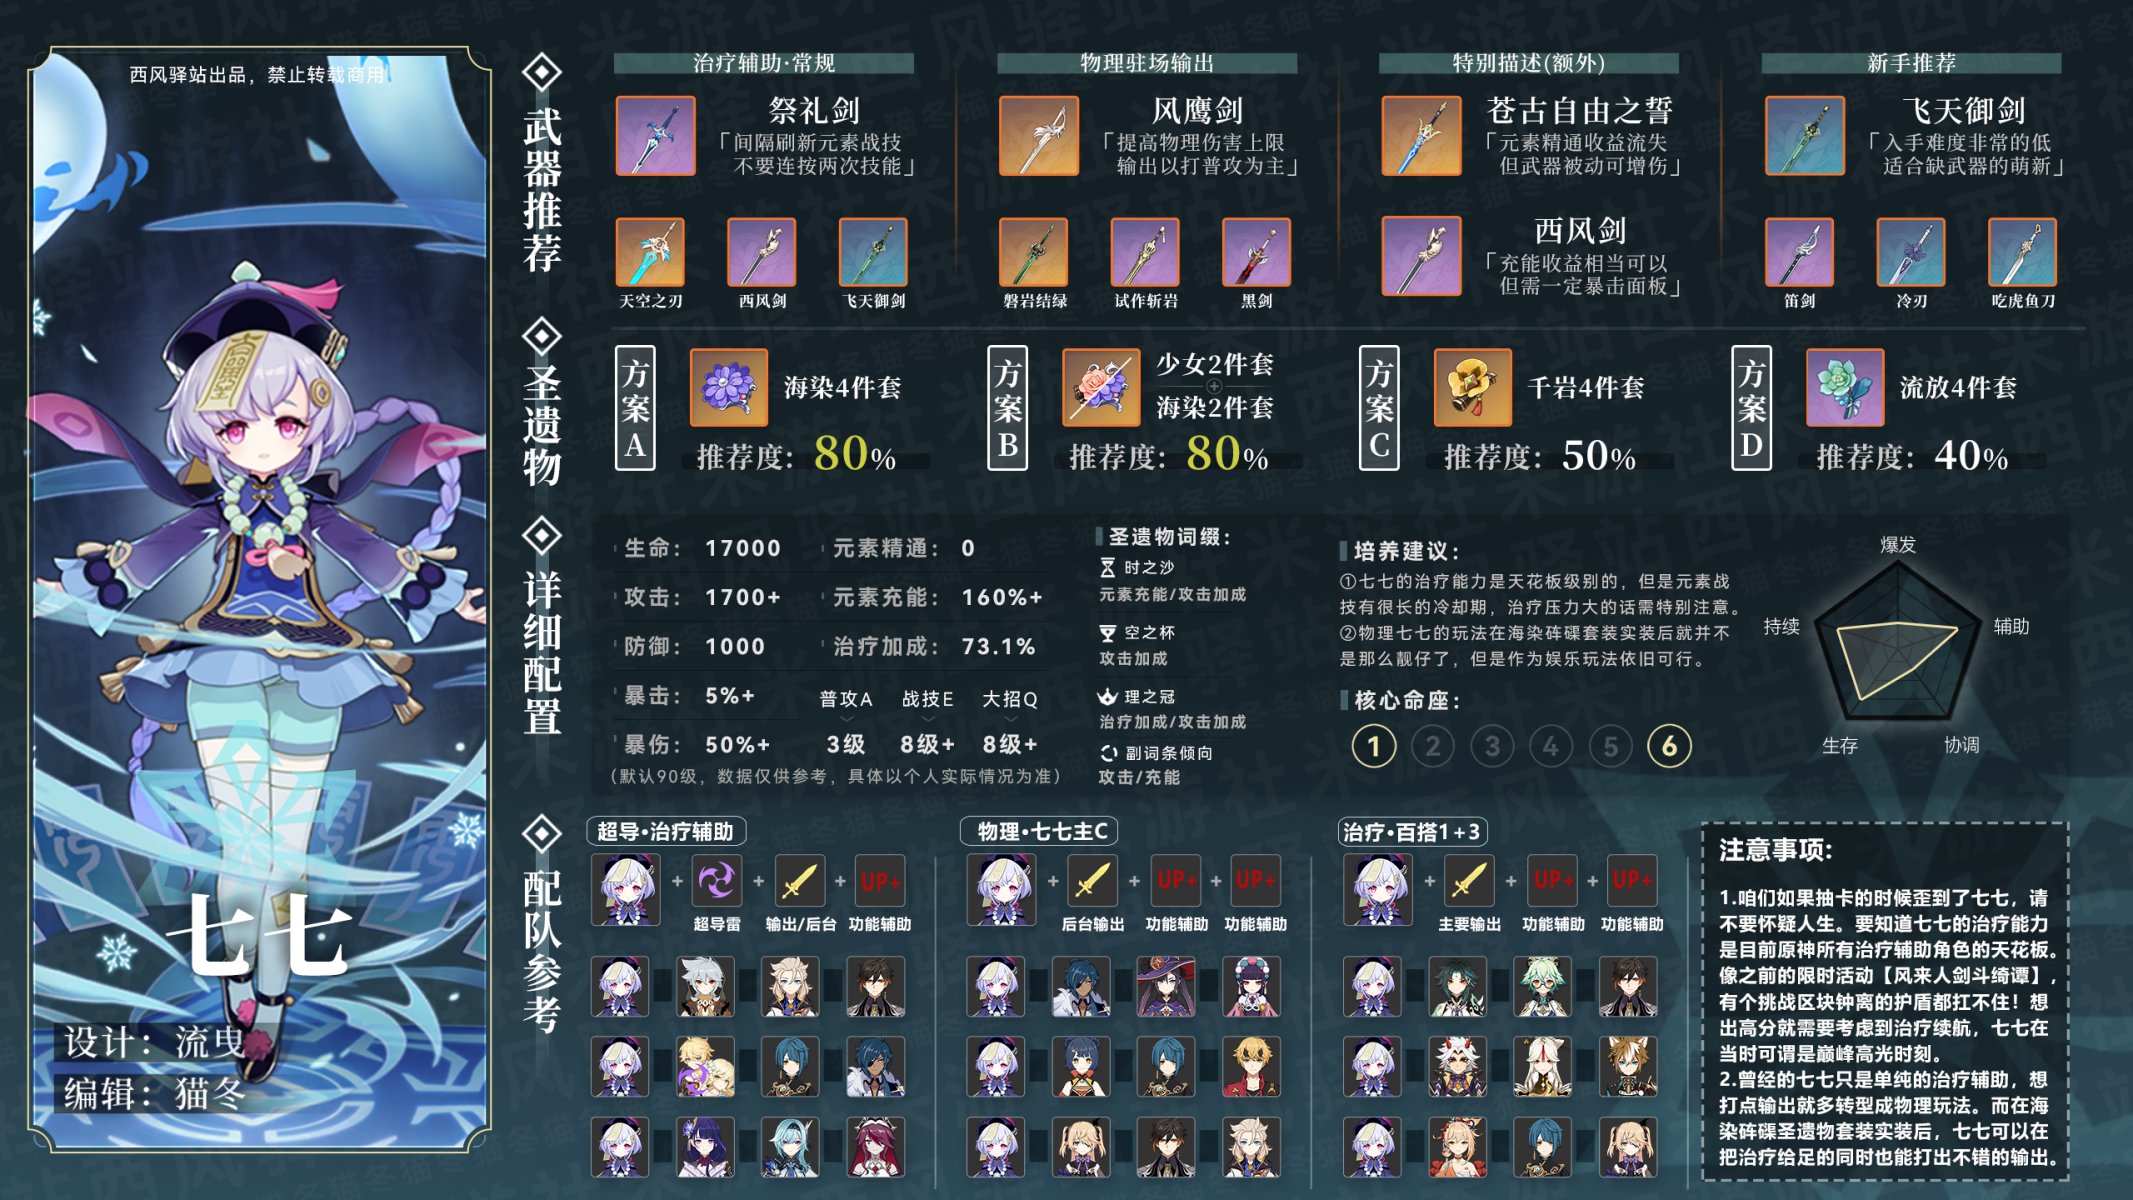 西风驿站出品，禁止转载商用
七七
设计：流曳
编辑：猫冬
武器推荐
治疗辅助·常规
祭礼剑
「间隔刷新元素战技
不要连按两次技能」
天空之刃
西风剑
飞天御剑
物理驻场输出
风鹰剑
「提高物理伤害上限
输出以打普攻为主」
磐岩结绿
试作斩岩
黑剑
特别描述(额外)
苍古自由之誓
「元素精通收益流失
但武器被动可增伤」
西风剑
「充能收益相当可以
但需一定暴击面板」
新手推荐
飞天御剑
「入手难度非常的低
适合缺武器的萌新」
笛剑
冷刃
吃虎鱼刀
圣遗物
方案A
海染4件套
推荐度：80%
方案B
少女2件套
海染2件套
推荐度：80%
方案C
千岩4件套
推荐度：50%
方案D
流放4件套
推荐度：40%
详细配置
生命：17000
元素精通：0
攻击：1700+
元素充能：160%+
防御：1000
治疗加成：73.1%
暴击：5%+
普攻A 战技E 大招Q
暴伤：50%+
3级 8级+ 8级+
(默认90级，数据仅供参考，具体以个人实际情况为准)
圣遗物词缀：
时之沙
元素充能/攻击加成
空之杯
攻击加成
理之冠
治疗加成/攻击加成
副词条倾向
攻击/充能
培养建议：
①七七的治疗能力是天花板级别的，但是元素战
技有很长的冷却期，治疗压力大的话需特别注意。
②物理七七的玩法在海染砗磲套装实装后就并不
是那么靓仔了，但是作为娱乐玩法依旧可行。
核心命座：
1 2 3 4 5 6
爆发
持续
辅助
生存
协调
配队参考
超导·治疗辅助
UP+
超导雷 输出/后台 功能辅助
物理·七七主C
UP+ UP+
后台输出 功能辅助 功能辅助
治疗·百搭1+3
UP+ UP+
主要输出 功能辅助 功能辅助
注意事项:
1.咱们如果抽卡的时候歪到了七七，请
不要怀疑人生。要知道七七的治疗能力
是目前原神所有治疗辅助角色的天花板。
像之前的限时活动【风来人剑斗绮谭】，
有个挑战区块钟离的护盾都扛不住！想
出高分就需要考虑到治疗续航，七七在
当时可谓是巅峰高光时刻。
2.曾经的七七只是单纯的治疗辅助，想
打点输出就多转型成物理玩法。而在海
染砗磲圣遗物套装实装后，七七可以在
把治疗给足的同时也能打出不错的输出。